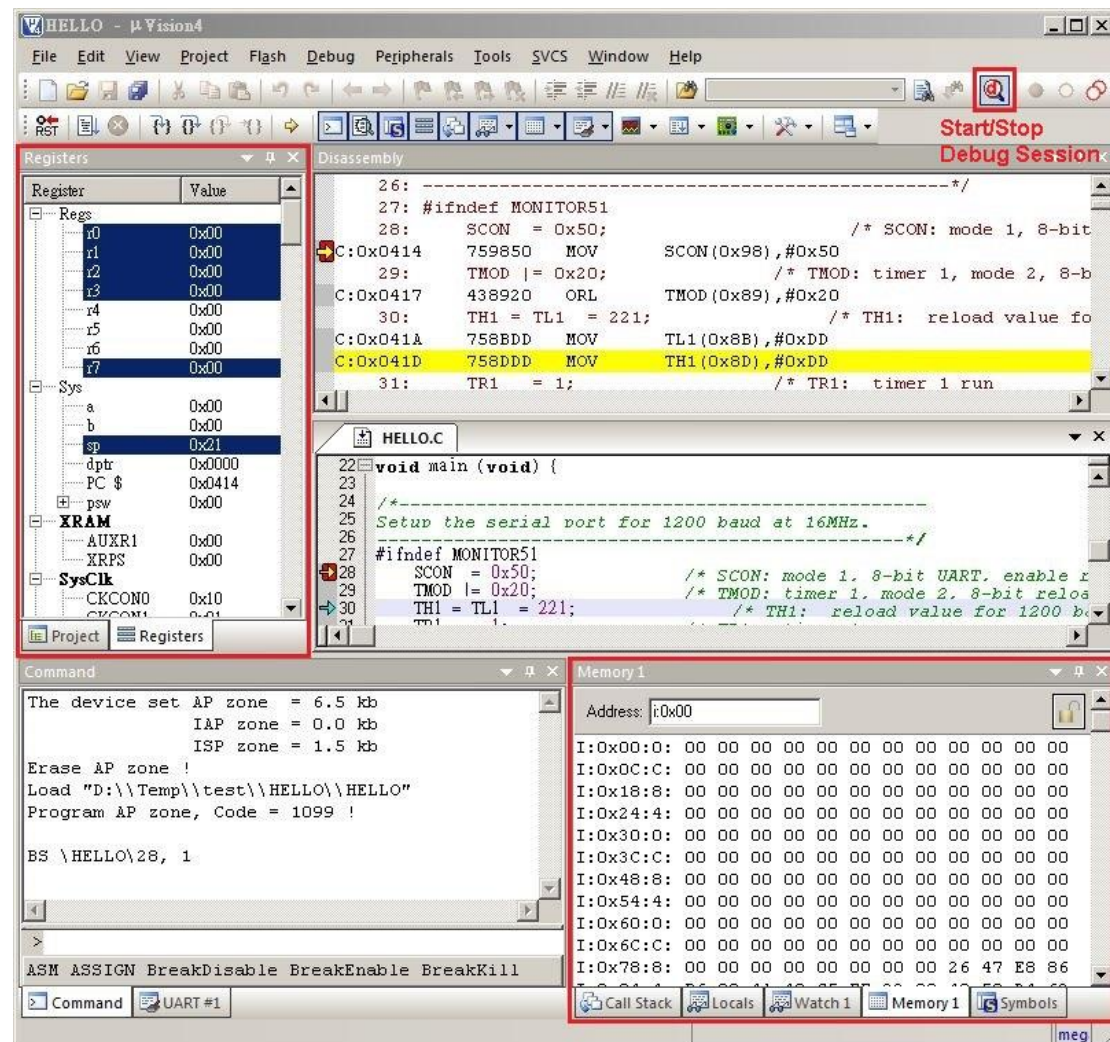 HELLO - µVision4
File Edit View Project Flash Debug Peripherals Tools SVCS Window Help
RST
Start/Stop
Debug Session
Registers
Register Value
Regs
r0 0x00
r1 0x00
r2 0x00
r3 0x00
r4 0x00
r5 0x00
r6 0x00
r7 0x00
Sys
a 0x00
b 0x00
sp 0x21
dptr 0x0000
PC $ 0x0414
psw 0x00
XRAM
AUXR1 0x00
XRPS 0x00
SysClk
CKCON0 0x10
CKCON1
Project Registers
Disassembly
26: -------------------------------------------------*/
27: #ifndef MONITOR51
28: SCON = 0x50; /* SCON: mode 1, 8-bit
C:0x0414 759850 MOV SCON(0x98),#0x50
29: TMOD |= 0x20; /* TMOD: timer 1, mode 2, 8-b
C:0x0417 438920 ORL TMOD(0x89),#0x20
30: TH1 = TL1 = 221; /* TH1: reload value fo
C:0x041A 758BDD MOV TL1(0x8B),#0xDD
C:0x041D 758DDD MOV TH1(0x8D),#0xDD
31: TR1 = 1; /* TR1: timer 1 run
HELLO.C
22 void main (void) {
23
24 /*-------------------------------------------------
25 Setup the serial port for 1200 baud at 16MHz.
26 -------------------------------------------------*/
27 #ifndef MONITOR51
28 SCON = 0x50; /* SCON: mode 1, 8-bit UART, enable r
29 TMOD |= 0x20; /* TMOD: timer 1, mode 2, 8-bit reloa
30 TH1 = TL1 = 221; /* TH1: reload value for 1200 b
Command
The device set AP zone = 6.5 kb
IAP zone = 0.0 kb
ISP zone = 1.5 kb
Erase AP zone !
Load "D:\\Temp\\test\\HELLO\\HELLO"
Program AP zone, Code = 1099 !
BS \HELLO\28, 1
>
ASM ASSIGN BreakDisable BreakEnable BreakKill
Command UART #1
Memory 1
Address: i:0x00
I:0x00:0: 00 00 00 00 00 00 00 00 00 00 00 00
I:0x0C:C: 00 00 00 00 00 00 00 00 00 00 00 00
I:0x18:8: 00 00 00 00 00 00 00 00 00 00 00 00
I:0x24:4: 00 00 00 00 00 00 00 00 00 00 00 00
I:0x30:0: 00 00 00 00 00 00 00 00 00 00 00 00
I:0x3C:C: 00 00 00 00 00 00 00 00 00 00 00 00
I:0x48:8: 00 00 00 00 00 00 00 00 00 00 00 00
I:0x54:4: 00 00 00 00 00 00 00 00 00 00 00 00
I:0x60:0: 00 00 00 00 00 00 00 00 00 00 00 00
I:0x6C:C: 00 00 00 00 00 00 00 00 00 00 00 00
I:0x78:8: 00 00 00 00 00 00 00 00 26 47 E8 86
Call Stack Locals Watch 1 Memory 1 Symbols
meg